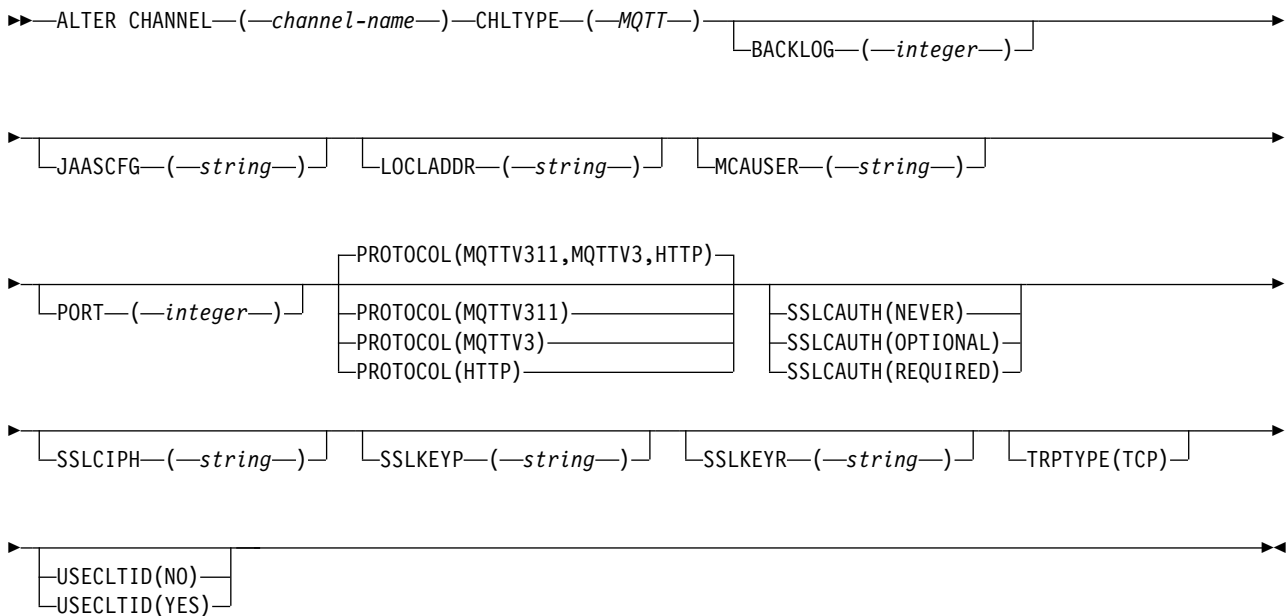 ALTER CHANNEL ( channel-name ) CHLTYPE ( MQTT )
BACKLOG ( integer )
JAASCFG ( string ) LOCLADDR ( string ) MCAUSER ( string )
PROTOCOL(MQTTV311,MQTTV3,HTTP)
PORT ( integer ) PROTOCOL(MQTTV311) SSLCAUTH(NEVER)
PROTOCOL(MQTTV3) SSLCAUTH(OPTIONAL)
PROTOCOL(HTTP) SSLCAUTH(REQUIRED)
SSLCIPH ( string ) SSLKEYP ( string ) SSLKEYR ( string ) TRPTYPE(TCP)
USECLTID(NO)
USECLTID(YES)